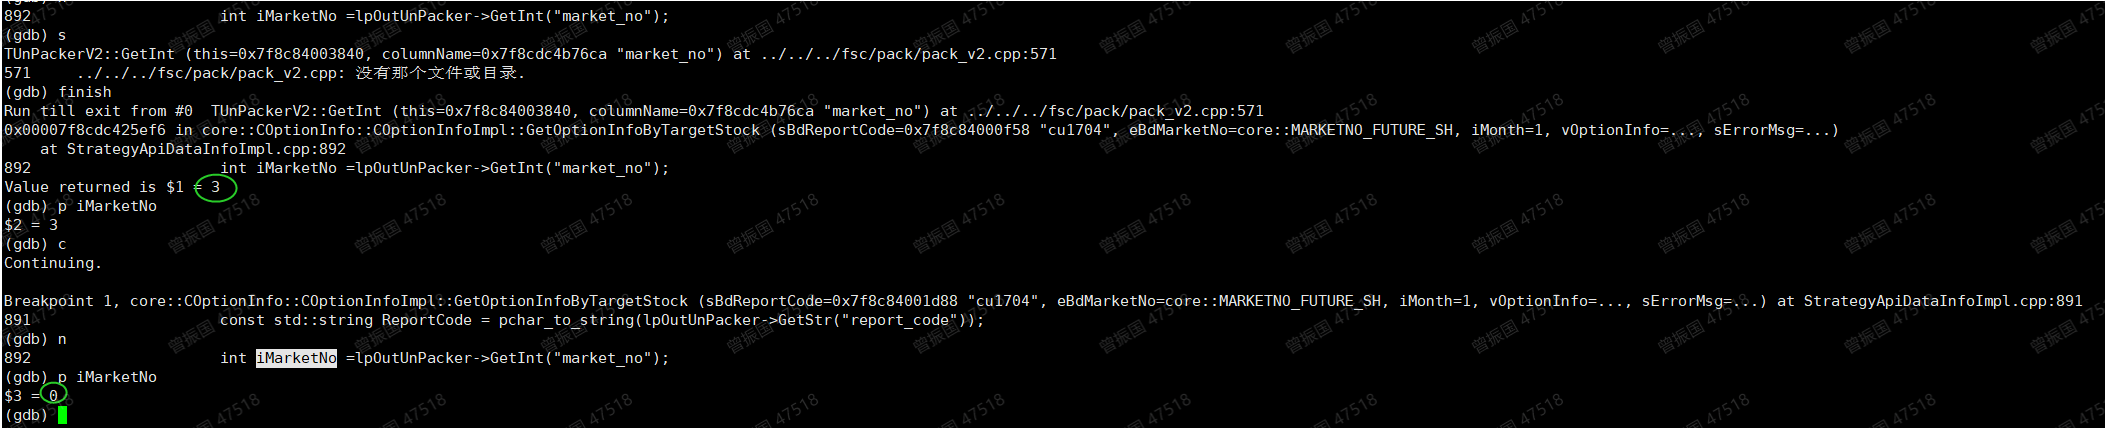 892                     int iMarketNo =lpOutUnPacker->GetInt("market_no");
(gdb) s
TUnPackerV2::GetInt (this=0x7f8c84003840, columnName=0x7f8cdc4b76ca "market_no") at ../../../fsc/pack/pack_v2.cpp:571
571     ../../../fsc/pack/pack_v2.cpp: 没有那个文件或目录.
(gdb) finish
Run till exit from #0  TUnPackerV2::GetInt (this=0x7f8c84003840, columnName=0x7f8cdc4b76ca "market_no") at ../../../fsc/pack/pack_v2.cpp:571
0x00007f8cdc425ef6 in core::COptionInfo::COptionInfoImpl::GetOptionInfoByTargetStock (sBdReportCode=0x7f8c84000f58 "cu1704", eBdMarketNo=core::MARKETNO_FUTURE_SH, iMonth=1, vOptionInfo=..., sErrorMsg=...)
    at StrategyApiDataInfoImpl.cpp:892
892                     int iMarketNo =lpOutUnPacker->GetInt("market_no");
Value returned is $1 = 3
(gdb) p iMarketNo
$2 = 3
(gdb) c
Continuing.
Breakpoint 1, core::COptionInfo::COptionInfoImpl::GetOptionInfoByTargetStock (sBdReportCode=0x7f8c84001d88 "cu1704", eBdMarketNo=core::MARKETNO_FUTURE_SH, iMonth=1, vOptionInfo=..., sErrorMsg=...) at StrategyApiDataInfoImpl.cpp:891
891                     const std::string ReportCode = pchar_to_string(lpOutUnPacker->GetStr("report_code"));
(gdb) n
892                     int iMarketNo =lpOutUnPacker->GetInt("market_no");
(gdb) p iMarketNo
$3 = 0
(gdb)
曾振国 47518